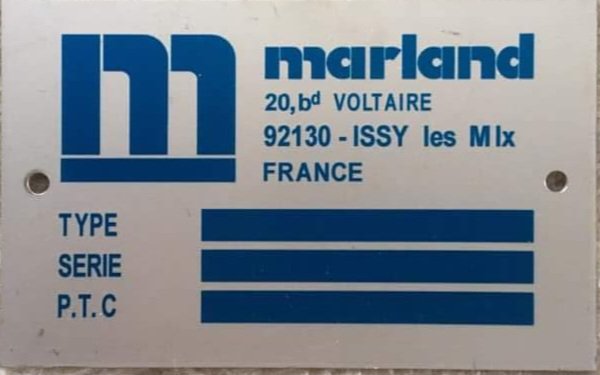 m marland
20,bd VOLTAIRE
92130 - ISSY les Mlx
FRANCE
TYPE
SERIE
P.T.C